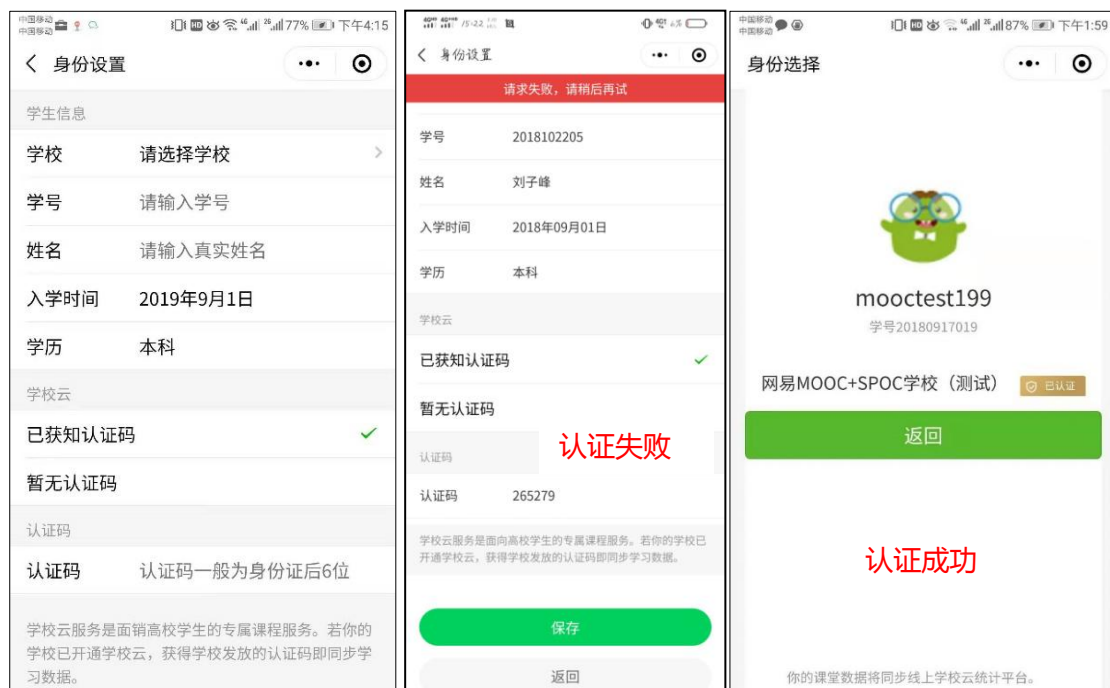 中国移动
中国移动
HD
46
26
77%
下午4:15
身份设置
学生信息
学校 请选择学校
学号 请输入学号
姓名 请输入真实姓名
入学时间 2019年9月1日
学历 本科
学校云
已获知认证码
暂无认证码
认证码
认证码 认证码一般为身份证后6位
学校云服务是面销高校学生的专属课程服务。若你的
学校已开通学校云，获得学校发放的认证码即同步学
习数据。
15:22
身份设置
请求失败，请稍后再试
学号 2018102205
姓名 刘子峰
入学时间 2018年09月01日
学历 本科
学校云
已获知认证码
暂无认证码
认证失败
认证码
认证码 265279
学校云服务是面向高校学生的专属课程服务。若你的学校已
开通学校云，获得学校发放的认证码即同步学习数据。
保存
返回
中国移动
中国移动
HD
46
26
87%
下午1:59
身份选择
mooctest199
学号20180917019
网易MOOC+SPOC学校（测试） 已认证
返回
认证成功
你的课堂数据将同步线上学校云统计平台。